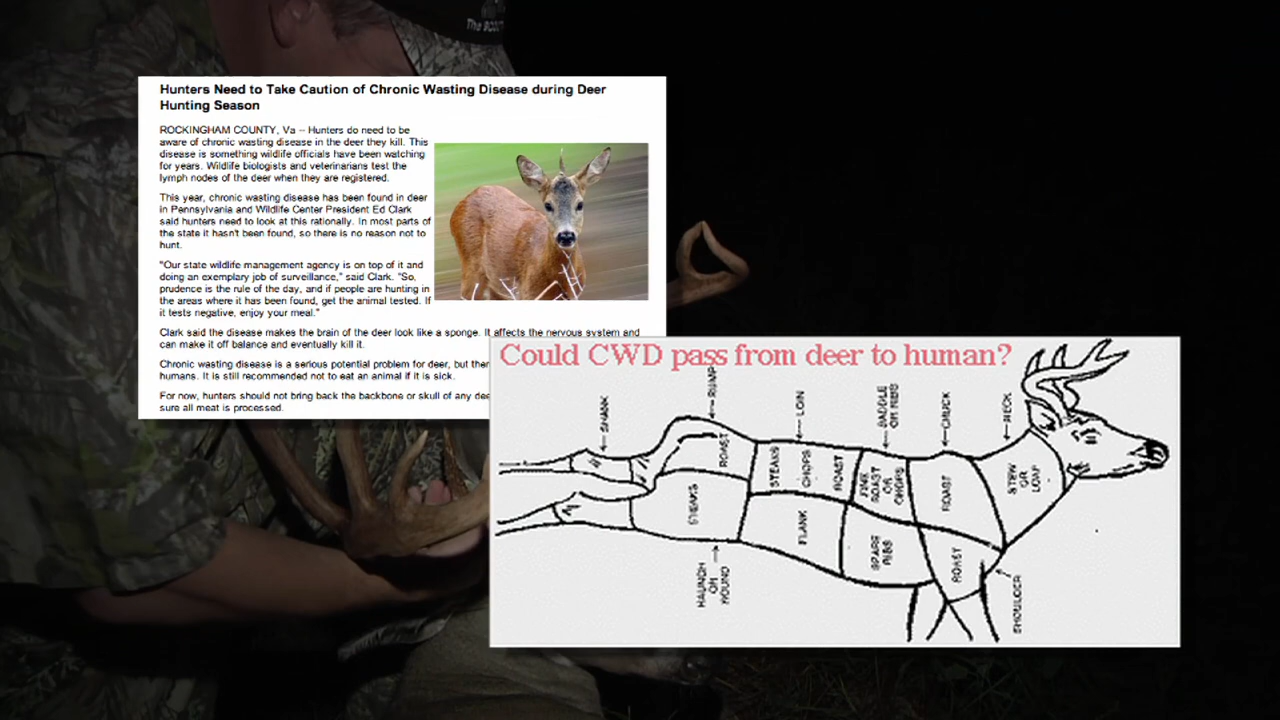 The
Hunters Need to Take Caution of Chronic Wasting Disease during Deer
Hunting Season
ROCKINGHAM COUNTY, Va -- Hunters do need to be
aware of chronic wasting disease in the deer they kill. This
disease is something wildlife officials have been watching
for years. Wildlife biologists and veterinarians test the
lymph nodes of the deer when they are registered.
This year, chronic wasting disease has been found in deer
in Pennsylvania and Wildlife Center President Ed Clark
said hunters need to look at this rationally. In most parts of
the state it hasn't been found, so there is no reason not to
hunt.
"Our state wildlife management agency is on top of it and
doing an exemplary job of surveillance," said Clark. "So,
prudence is the rule of the day, and if people are hunting in
the areas where it has been found, get the animal tested. If
it tests negative, enjoy your meal."
Clark said the disease makes the brain of the deer look like a sponge. It affects the nervous system and
can make it off balance and eventually kill it.
Chronic wasting disease is a serious potential problem for deer, but ther
humans. It is still recommended not to eat an animal if it is sick.
For now, hunters should not bring back the backbone or skull of any dee
sure all meat is processed.
Could CWD pass from deer to human?
SHANK
RUMP
LOIN
SADDLE
OR RIBS
CHUCK
NECK
ROAST
STEAKS
STEAKS
CHOPS
ROAST
ROAST
OR
CHOPS
ROAST
STEW
OR
LOAF
FLANK
SPARE
RIBS
ROAST
HAUNCH
OR
ROUND
SHOULDER